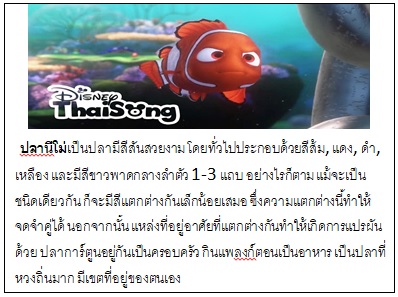 DISNEY
ThaiSong
ปลานีโม่เป็นปลามีสีสันสวยงาม โดยทั่วไปประกอบด้วยสีส้ม, แดง, ดำ,
เหลือง และมีสีขาวพาดกลางลำตัว 1-3 แถบ อย่างไรก็ตาม แม้จะเป็น
ชนิดเดียวกัน ก็จะมีสีแตกต่างกันเล็กน้อยเสมอ ซึ่งความแตกต่างนี้ทำให้
จดจำคู่ได้ นอกจากนั้น แหล่งที่อยู่อาศัยที่แตกต่างกันทำให้เกิดการแปรผัน
ด้วย ปลาการ์ตูนอยู่กันเป็นครอบครัว กินแพลงก์ตอนเป็นอาหาร เป็นปลาที่
หวงถิ่นมาก มีเขตที่อยู่ของตนเอง